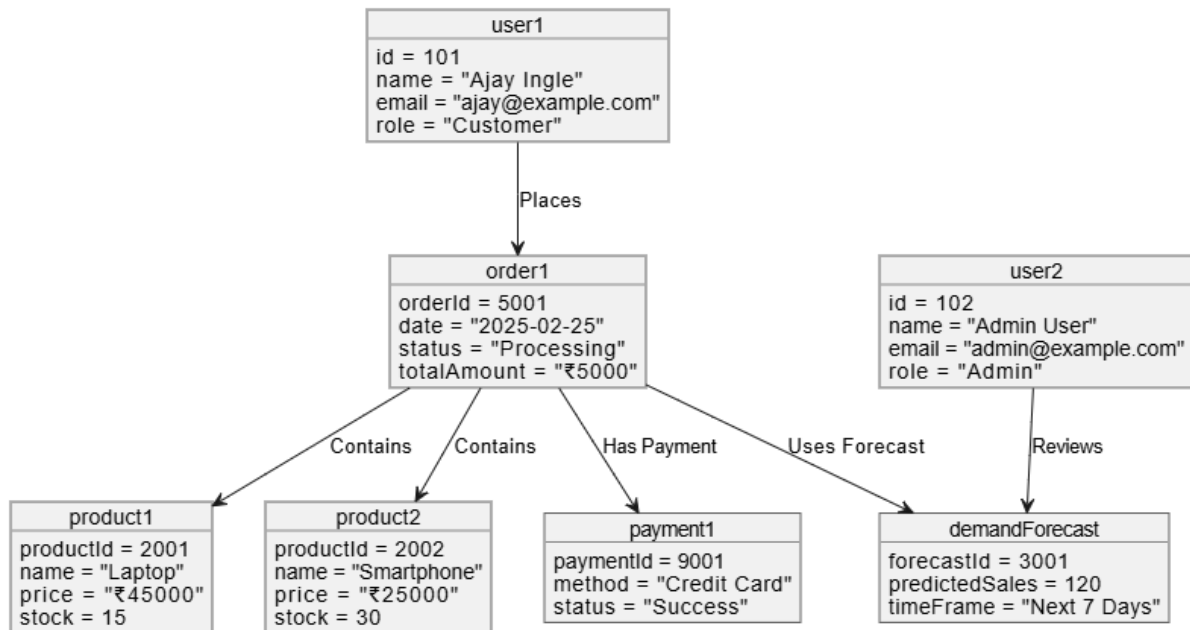 user1
id = 101
name = "Ajay Ingle"
email = "ajay@example.com"
role = "Customer"
Places
order1
orderId = 5001
date = "2025-02-25"
status = "Processing"
totalAmount = "₹5000"
user2
id = 102
name = "Admin User"
email = "admin@example.com"
role = "Admin"
Contains
Contains
Has Payment
Uses Forecast
Reviews
product1
productId = 2001
name = "Laptop"
price = "₹45000"
stock = 15
product2
productId = 2002
name = "Smartphone"
price = "₹25000"
stock = 30
payment1
paymentId = 9001
method = "Credit Card"
status = "Success"
demandForecast
forecastId = 3001
predictedSales = 120
timeFrame = "Next 7 Days"